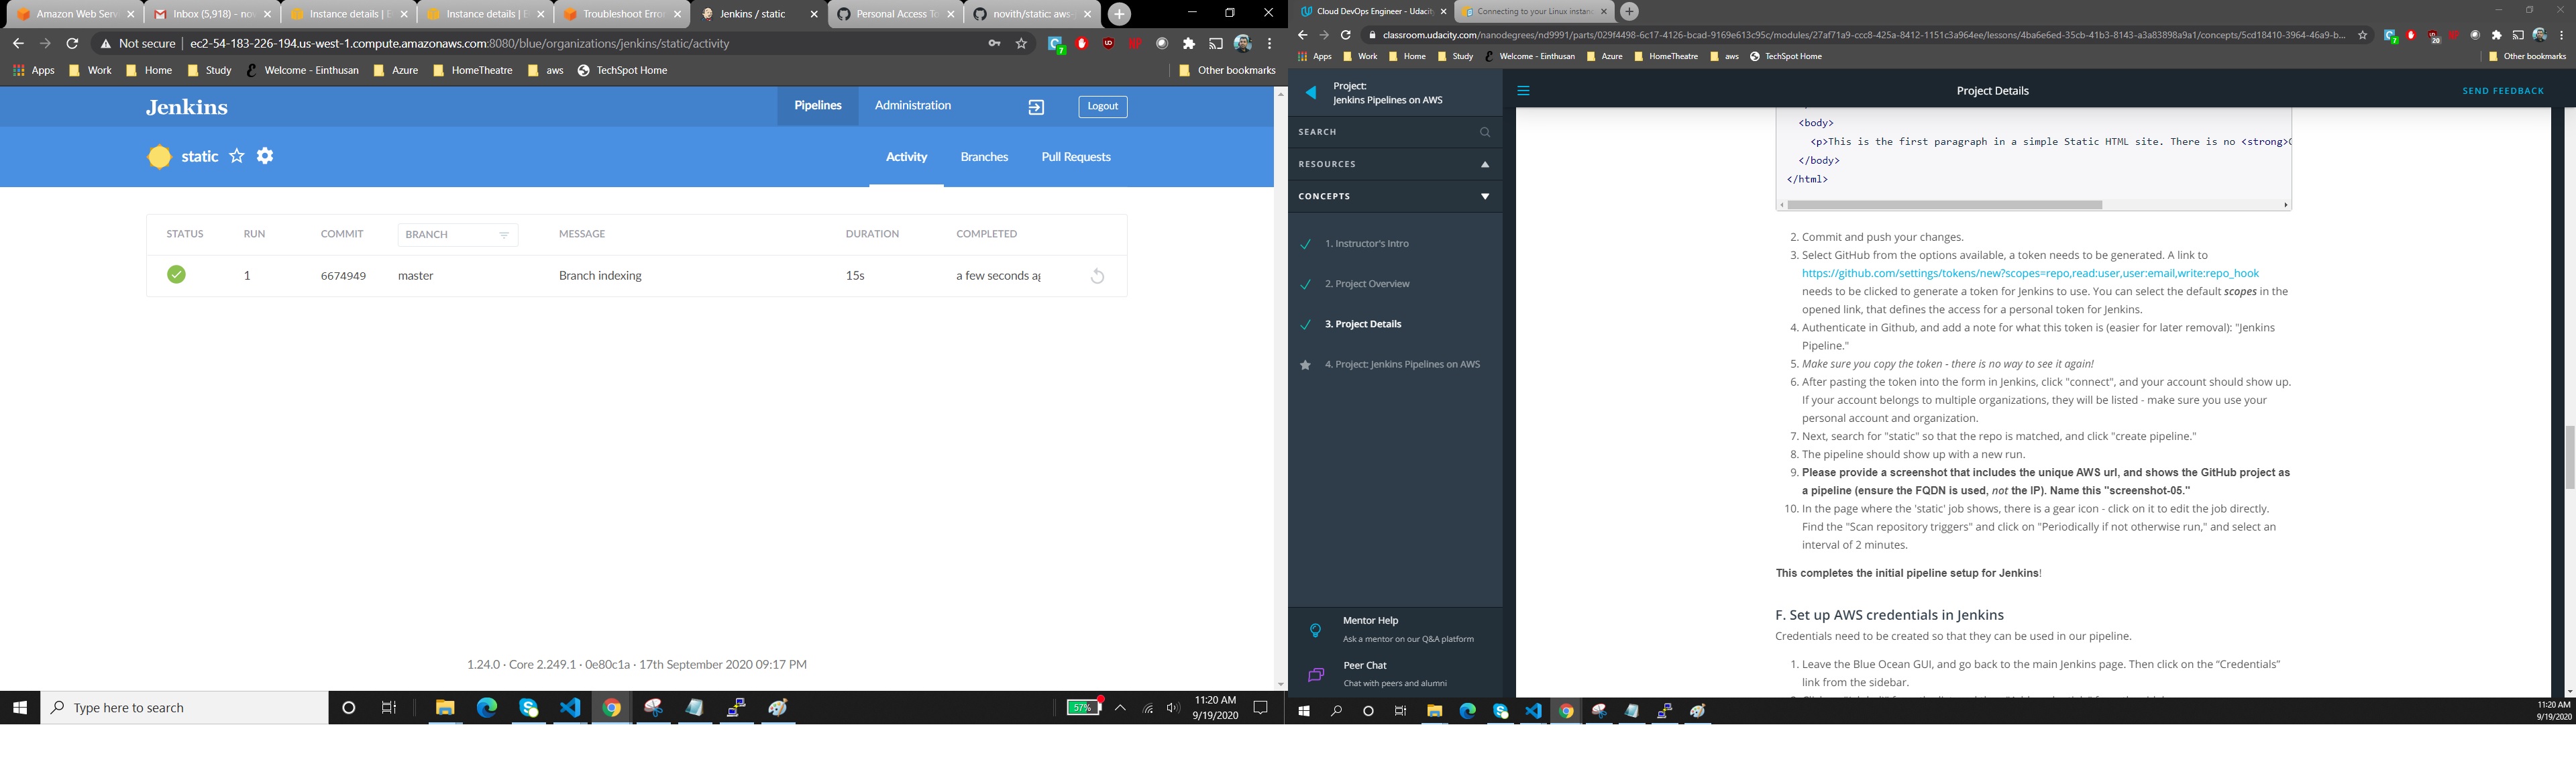 Amazon Web Serv
Inbox (5,918) - nov
Instance details | E
Instance details | E
Troubleshoot Error
Jenkins / static
Personal Access To
novith/static: aws-
Not secure | ec2-54-183-226-194.us-west-1.compute.amazonaws.com:8080/blue/organizations/jenkins/static/activity
Apps Work Home Study Welcome - Einthusan Azure HomeTheatre aws TechSpot Home Other bookmarks
Jenkins
Pipelines Administration Logout
static
Activity Branches Pull Requests
STATUS RUN COMMIT BRANCH MESSAGE DURATION COMPLETED
1 6674949 master Branch indexing 15s a few seconds ag
1.24.0 · Core 2.249.1 · 0e80c1a · 17th September 2020 09:17 PM
Type here to search
57%
11:20 AM
9/19/2020
Cloud DevOps Engineer - Udacity
Connecting to your Linux instanc
classroom.udacity.com/nanodegrees/nd9991/parts/029f4498-6c17-4126-bcad-9169e613c95c/modules/27af71a9-ccc8-425a-8412-1151c3a964ee/lessons/4ba6e6ed-35cb-41b3-8143-a3a83898a9a1/concepts/5cd18410-3964-46a9-b...
Apps Work Home Study Welcome - Einthusan Azure HomeTheatre aws TechSpot Home Other bookmarks
Project:
Jenkins Pipelines on AWS
SEARCH
RESOURCES
CONCEPTS
1. Instructor's Intro
2. Project Overview
3. Project Details
4. Project: Jenkins Pipelines on AWS
Mentor Help
Ask a mentor on our Q&A platform
Peer Chat
Chat with peers and alumni
Project Details
SEND FEEDBACK
<body>
<p>This is the first paragraph in a simple Static HTML site. There is no <strong>C
</body>
</html>
2. Commit and push your changes.
3. Select GitHub from the options available, a token needs to be generated. A link to
https://github.com/settings/tokens/new?scopes=repo,read:user,user:email,write:repo_hook
needs to be clicked to generate a token for Jenkins to use. You can select the default scopes in the
opened link, that defines the access for a personal token for Jenkins.
4. Authenticate in Github, and add a note for what this token is (easier for later removal): "Jenkins
Pipeline."
5. Make sure you copy the token - there is no way to see it again!
6. After pasting the token into the form in Jenkins, click "connect", and your account should show up.
If your account belongs to multiple organizations, they will be listed - make sure you use your
personal account and organization.
7. Next, search for "static" so that the repo is matched, and click "create pipeline."
8. The pipeline should show up with a new run.
9. Please provide a screenshot that includes the unique AWS url, and shows the GitHub project as
a pipeline (ensure the FQDN is used, not the IP). Name this "screenshot-05."
10. In the page where the 'static' job shows, there is a gear icon - click on it to edit the job directly.
Find the "Scan repository triggers" and click on "Periodically if not otherwise run," and select an
interval of 2 minutes.
This completes the initial pipeline setup for Jenkins!
F. Set up AWS credentials in Jenkins
Credentials need to be created so that they can be used in our pipeline.
1. Leave the Blue Ocean GUI, and go back to the main Jenkins page. Then click on the “Credentials”
link from the sidebar.
11:20 AM
9/19/2020